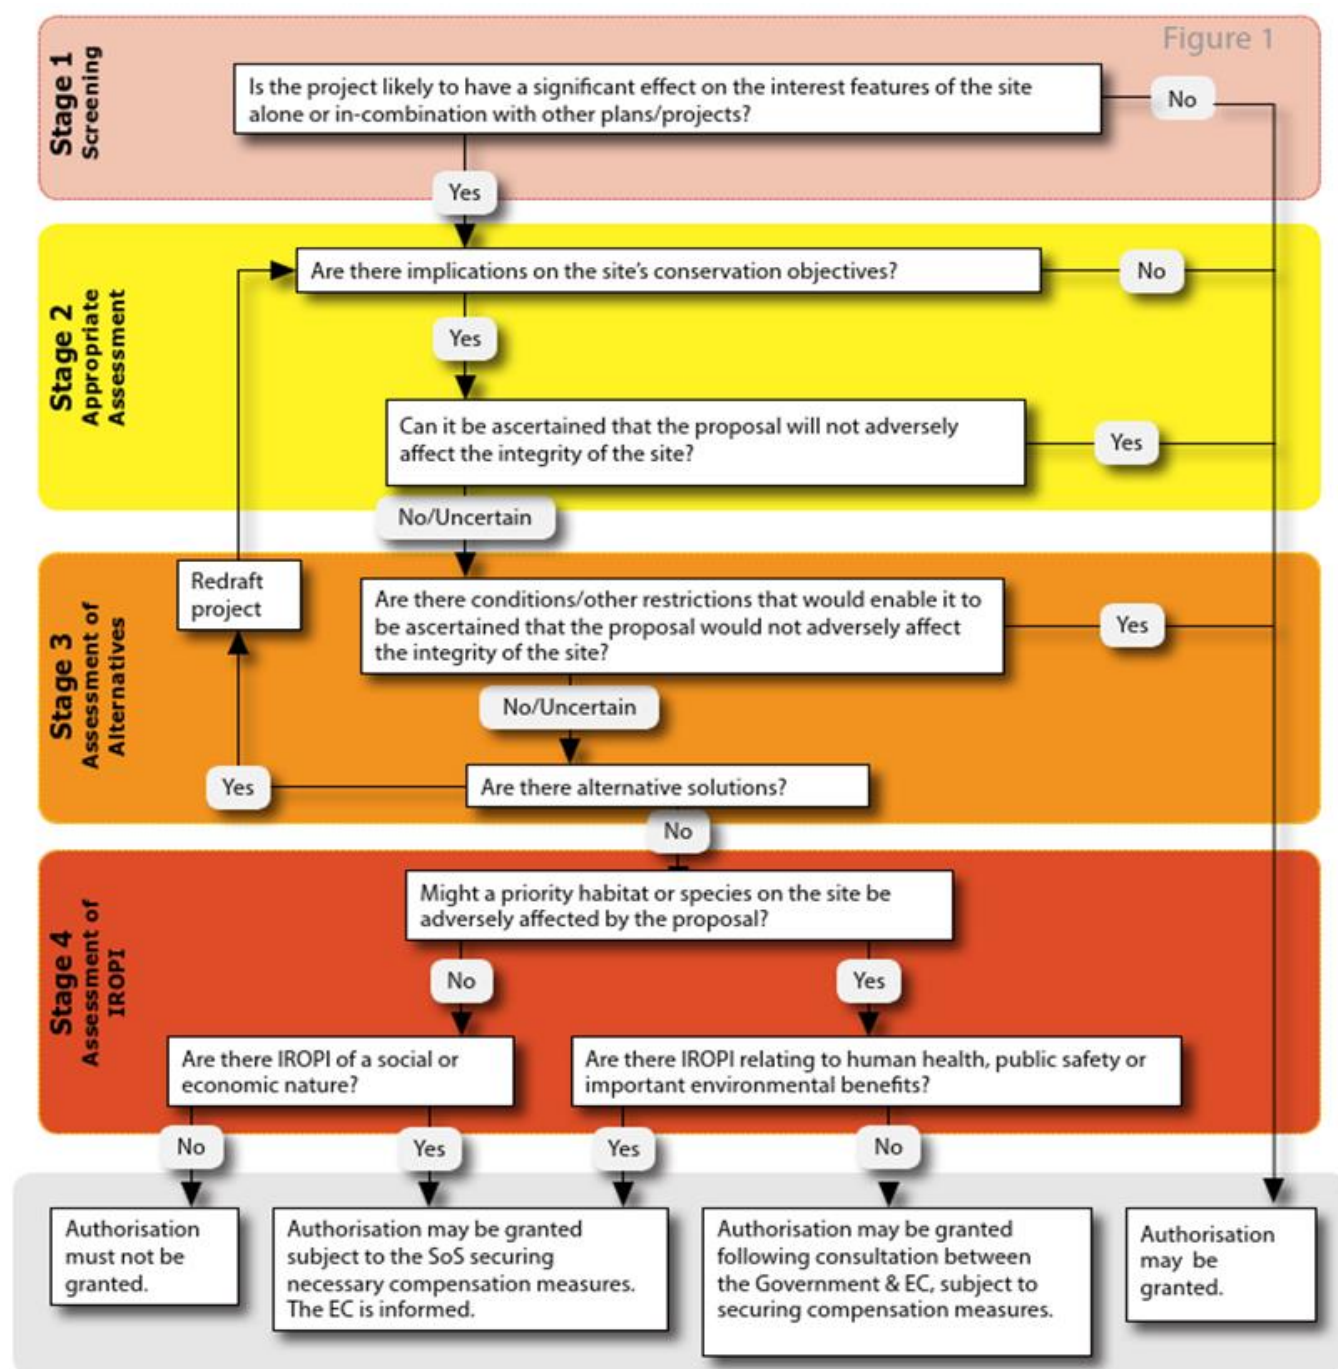 Figure 1
Stage 1
Screening
Is the project likely to have a significant effect on the interest features of the site
alone or in-combination with other plans/projects?
No
Yes
Stage 2
Appropriate
Assessment
Are there implications on the site's conservation objectives?
No
Yes
Can it be ascertained that the proposal will not adversely
affect the integrity of the site?
Yes
No/Uncertain
Stage 3
Assessment of
Alternatives
Redraft
project
Are there conditions/other restrictions that would enable it to
be ascertained that the proposal would not adversely affect
the integrity of the site?
Yes
No/Uncertain
Are there alternative solutions?
Yes
No
Stage 4
Assessment of
IROPI
Might a priority habitat or species on the site be
adversely affected by the proposal?
No
Yes
Are there IROPI of a social or
economic nature?
Are there IROPI relating to human health, public safety or
important environmental benefits?
No
Yes
Yes
No
Authorisation
must not be
granted.
Authorisation may be granted
subject to the SoS securing
necessary compensation measures.
The EC is informed.
Authorisation may be granted
following consultation between
the Government & EC, subject to
securing compensation measures.
Authorisation
may be
granted.